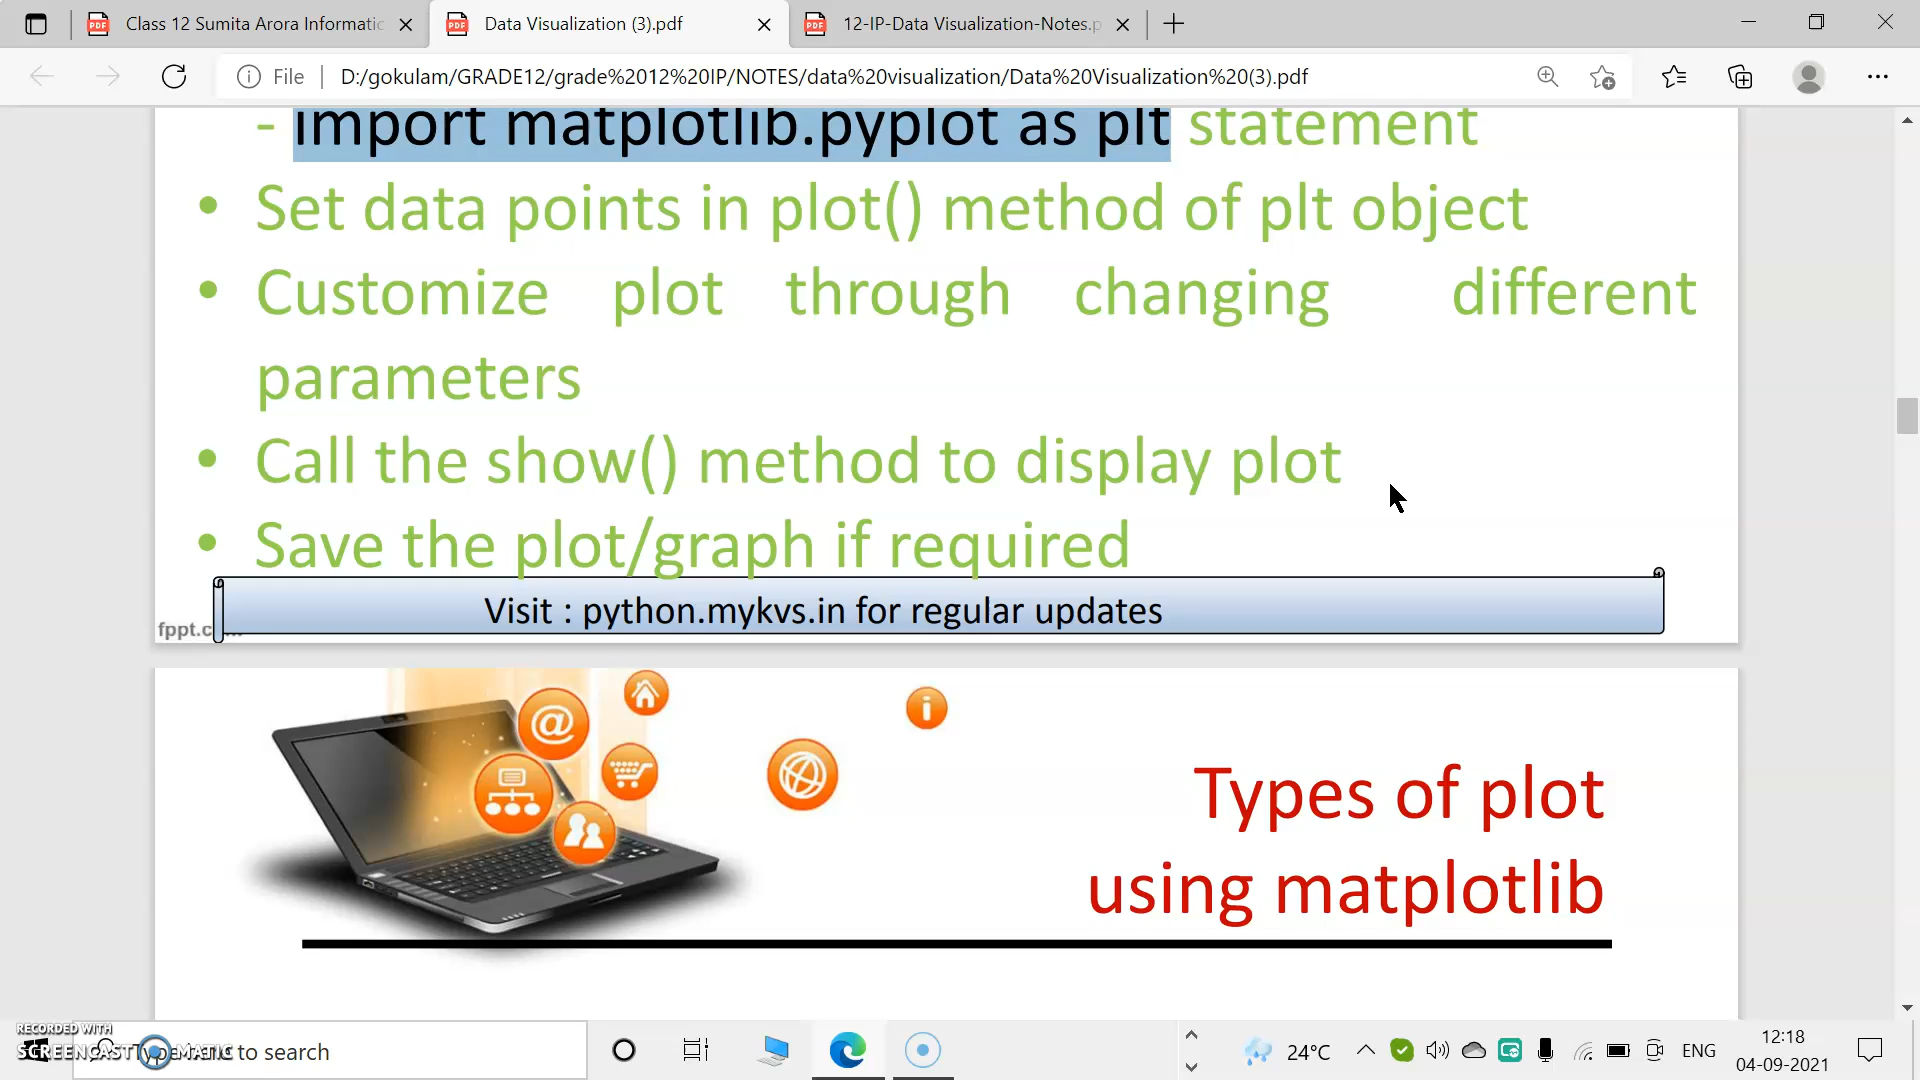 Class 12 Sumita Arora Informatic
Data Visualization (3).pdf
12-IP-Data Visualization-Notes.p
File
D:/gokulam/GRADE12/grade%2012%20IP/NOTES/data%20visualization/Data%20Visualization%20(3).pdf
- import matplotlib.pyplot as plt statement
• Set data points in plot() method of plt object
• Customize plot through changing different
parameters
• Call the show() method to display plot
• Save the plot/graph if required
Visit : python.mykvs.in for regular updates
fppt.c
Types of plot
using matplotlib
RECORDED WITH
SCREENCAST MATIC
Type here to search
24°C
ENG
12:18
04-09-2021